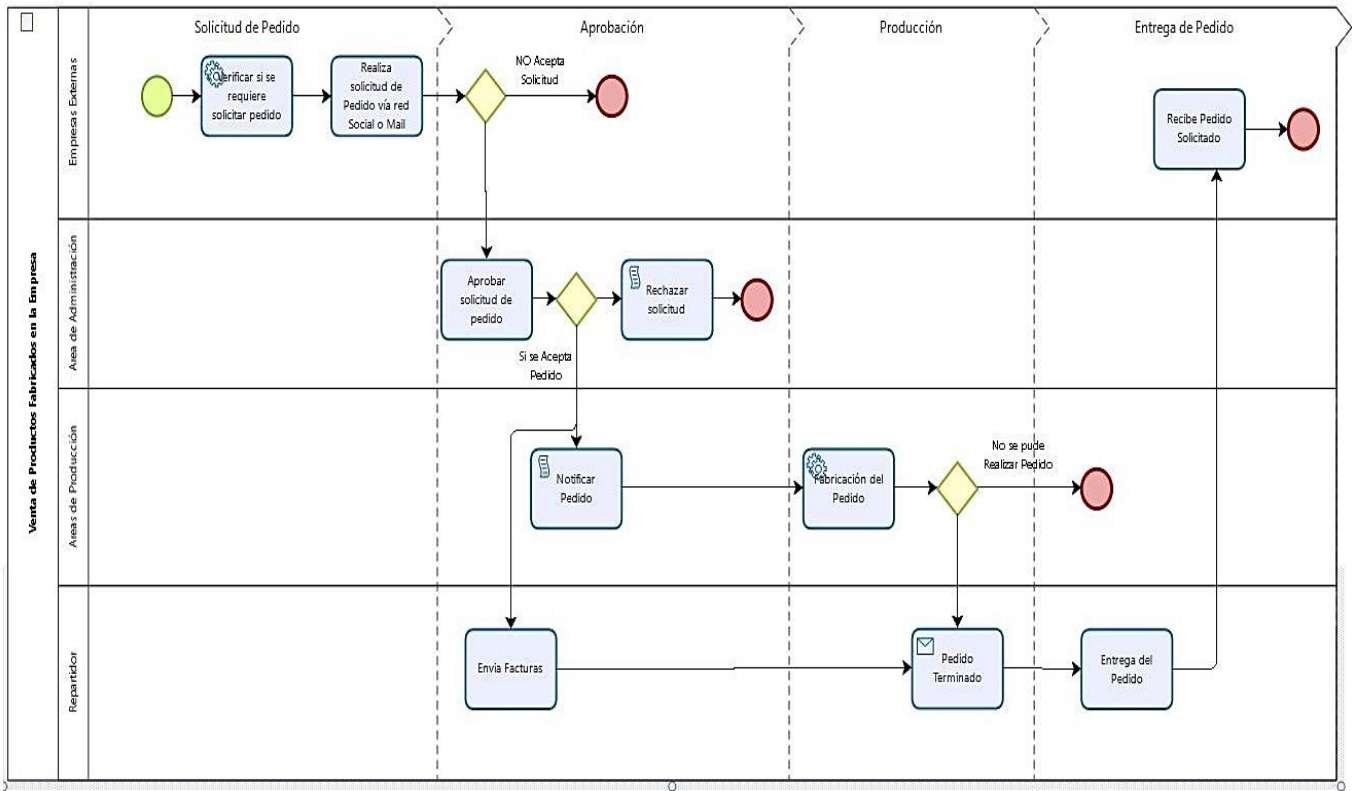 Solicitud de Pedido
Aprobación
Producción
Entrega de Pedido
Venta de Productos Fabricados en la Empresa
Empresas Externas
Verificar si se
requiere
solicitar pedido
Realiza
solicitud de
Pedido vía red
Social o Mail
NO Acepta
Solicitud
Recibe Pedido
Solicitado
Area de Administración
Aprobar
solicitud de
pedido
Rechazar
solicitud
Si se Acepta
Pedido
Areas de Producción
Notificar
Pedido
Fabricación del
Pedido
No se pude
Realizar Pedido
Repartidor
Envia Facturas
Pedido
Terminado
Entrega del
Pedido